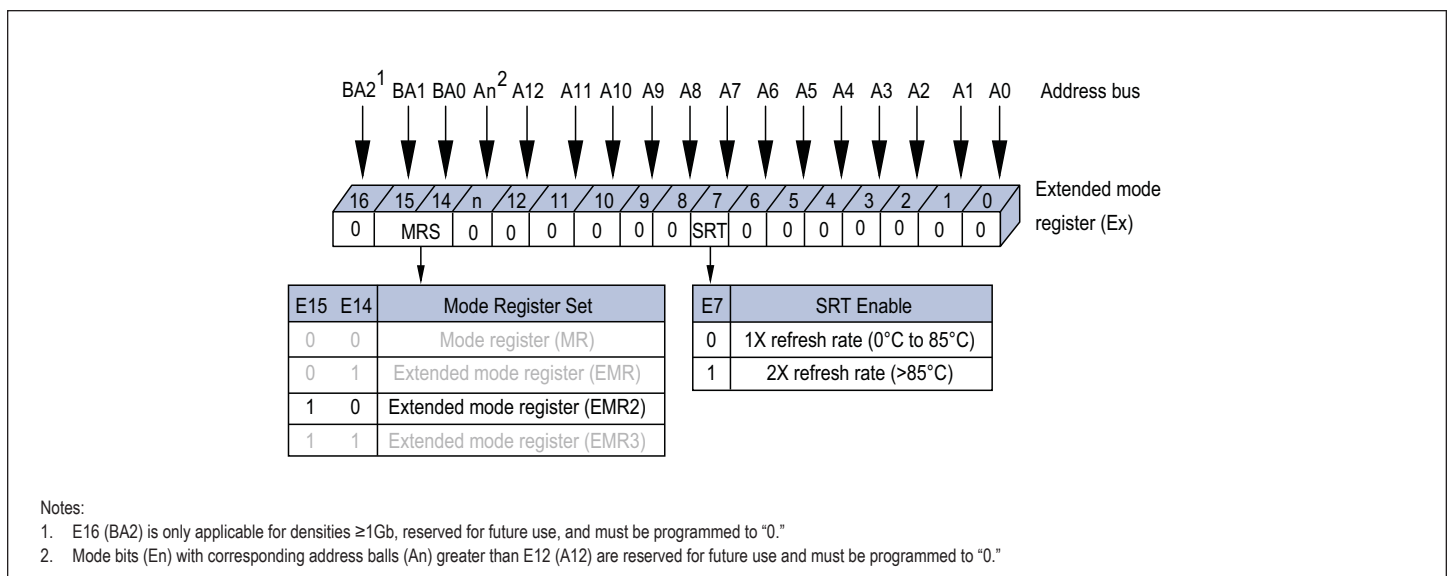 BA2 1 BA1 BA0 An 2 A12 A11 A10 A9 A8 A7 A6 A5 A4 A3 A2 A1 A0 Address bus
16 15 14 n 12 11 10 9 8 7 6 5 4 3 2 1 0 Extended mode
0 MRS 0 0 0 0 0 0 SRT 0 0 0 0 0 0 0 register (Ex)
E15 E14 Mode Register Set
0 0 Mode register (MR)
0 1 Extended mode register (EMR)
1 0 Extended mode register (EMR2)
1 1 Extended mode register (EMR3)
E7 SRT Enable
0 1X refresh rate (0°C to 85°C)
1 2X refresh rate (>85°C)
Notes:
1. E16 (BA2) is only applicable for densities ≥1Gb, reserved for future use, and must be programmed to “0.”
2. Mode bits (En) with corresponding address balls (An) greater than E12 (A12) are reserved for future use and must be programmed to “0.”